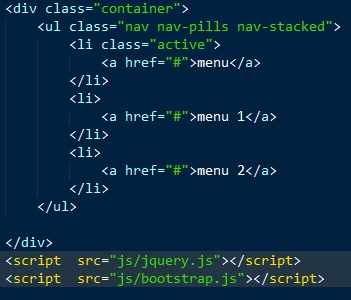 <div class="container">
    <ul class="nav nav-pills nav-stacked">
        <li class="active">
            <a href="#">menu</a>
        </li>
        <li>
            <a href="#">menu 1</a>
        </li>
        <li>
            <a href="#">menu 2</a>
        </li>
    </ul>

</div>
<script  src="js/jquery.js"></script>
<script  src="js/bootstrap.js"></script>